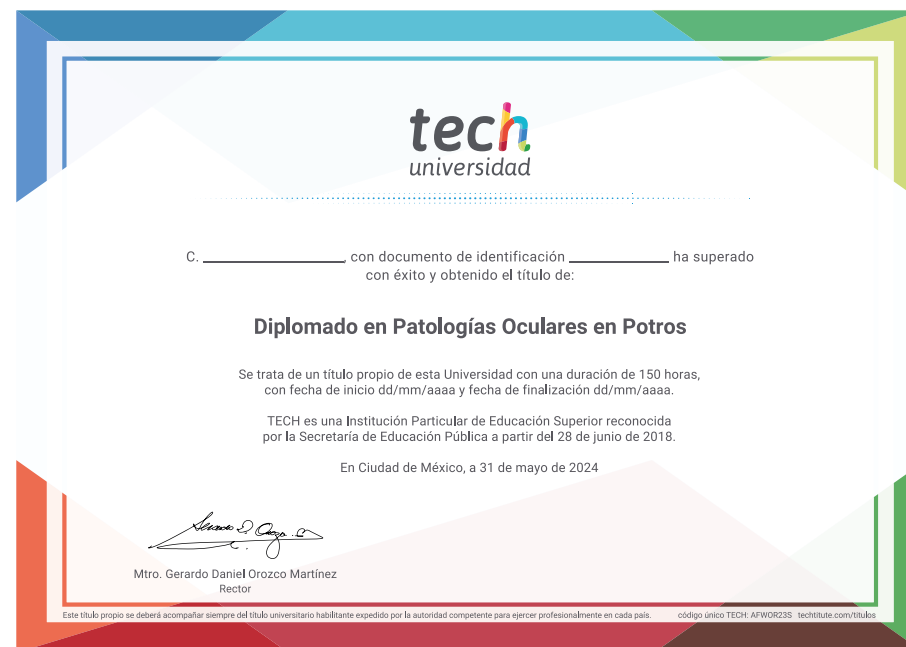 tech
universidad
C. ____________, con documento de identificación ____________ ha superado
con éxito y obtenido el título de:
Diplomado en Patologías Oculares en Potros
Se trata de un título propio de esta Universidad con una duración de 150 horas,
con fecha de inicio dd/mm/aaaa y fecha de finalización dd/mm/aaaa.
TECH es una Institución Particular de Educación Superior reconocida
por la Secretaría de Educación Pública a partir del 28 de junio de 2018.
En Ciudad de México, a 31 de mayo de 2024
Mtro. Gerardo Daniel Orozco Martínez
Rector
Este título propio se deberá acompañar siempre del título universitario habilitante expedido por la autoridad competente para ejercer profesionalmente en cada país. código único TECH: AFWOR23S techtitute.com/titulos